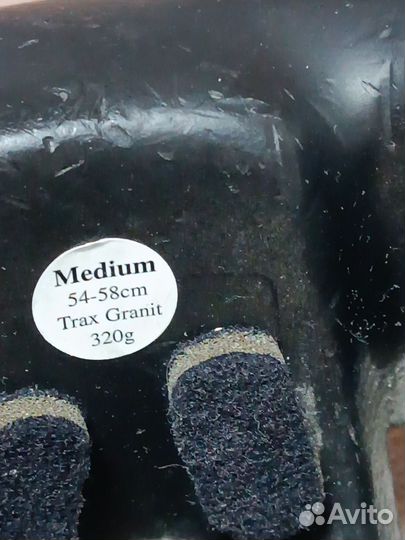 Medium
54-58cm
Trax Granit
320g
Avito